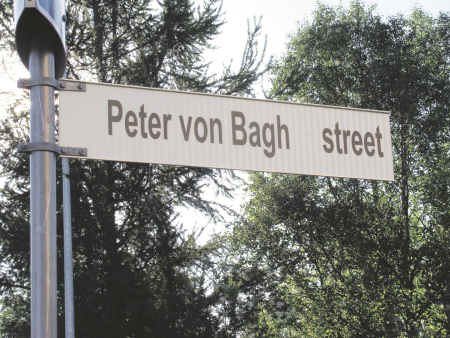 Peter von Bagh street